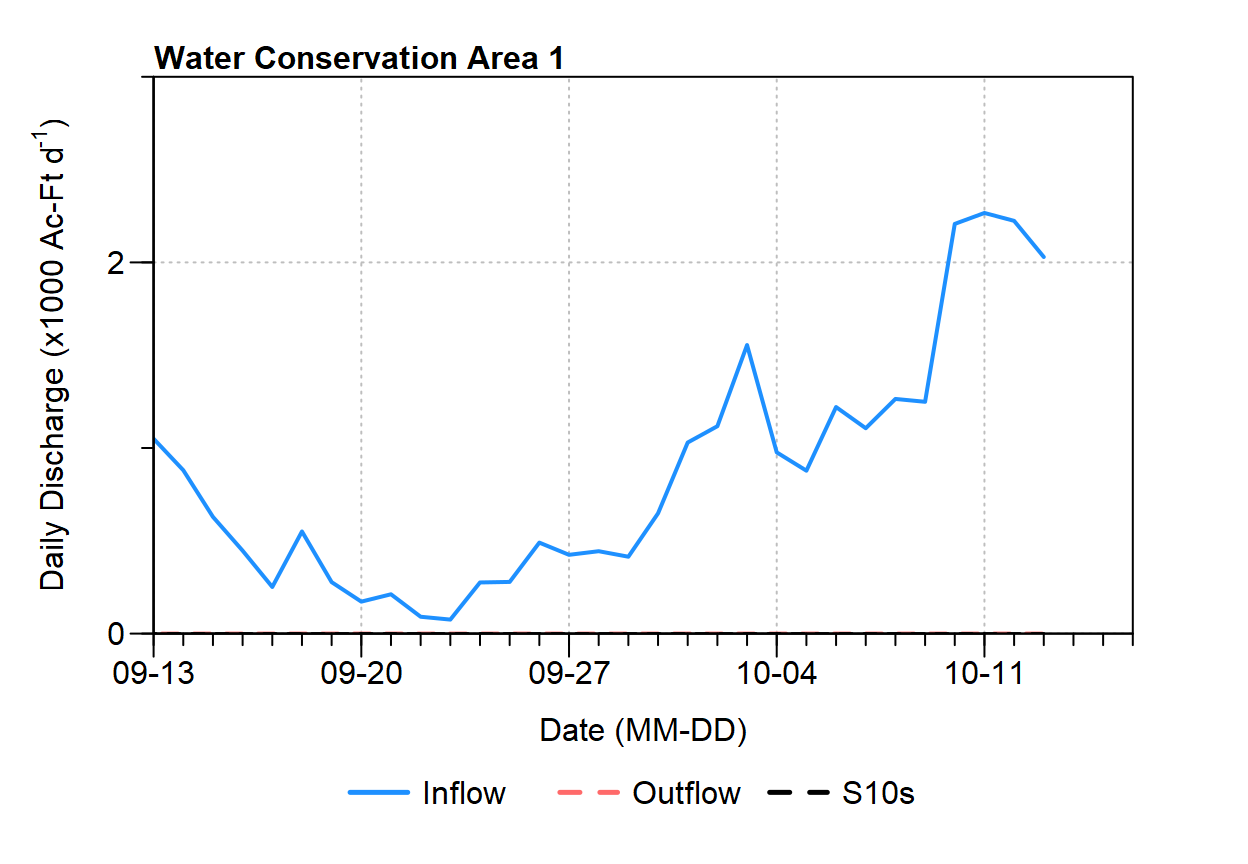 Water Conservation Area 1
Daily Discharge (x1000 Ac-Ft d-1)
2
0
09-13 09-20 09-27 10-04 10-11
Date (MM-DD)
Inflow Outflow S10s